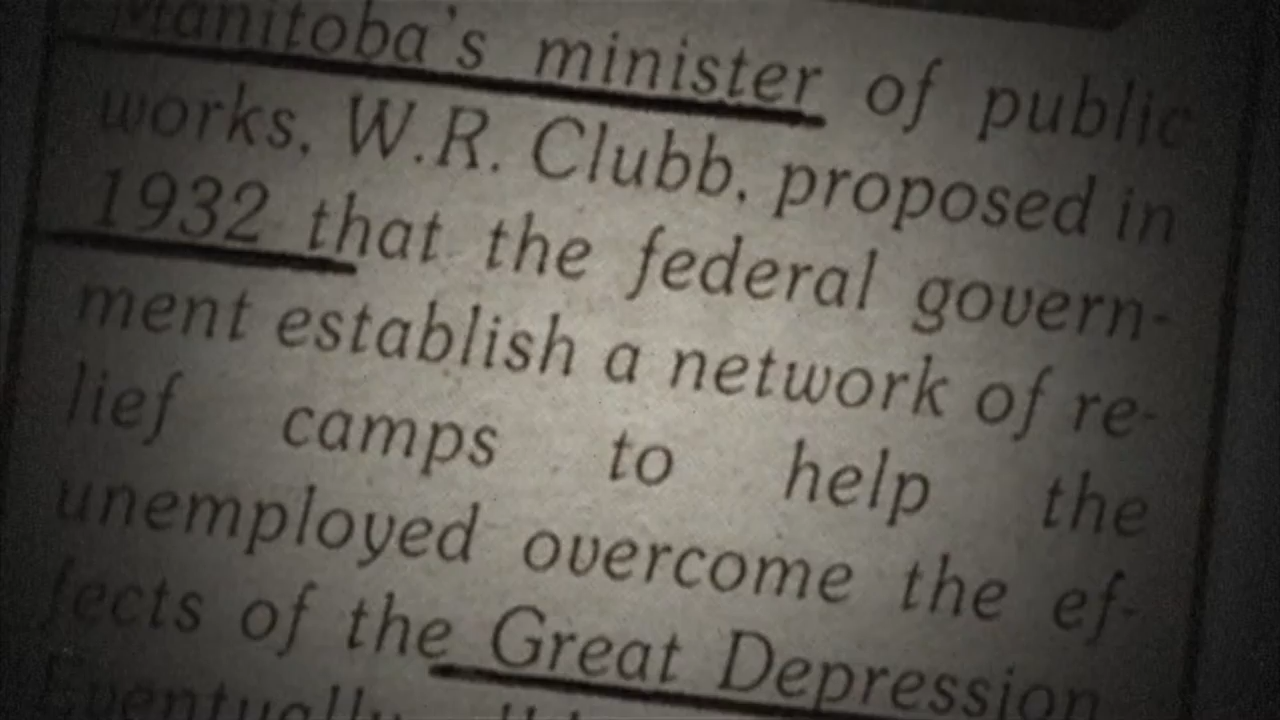 Manitoba's minister of public
works, W.R. Clubb, proposed in
1932 that the federal govern-
ment establish a network of re-
lief camps to help the
unemployed overcome the ef-
fects of the Great Depression
Eventually